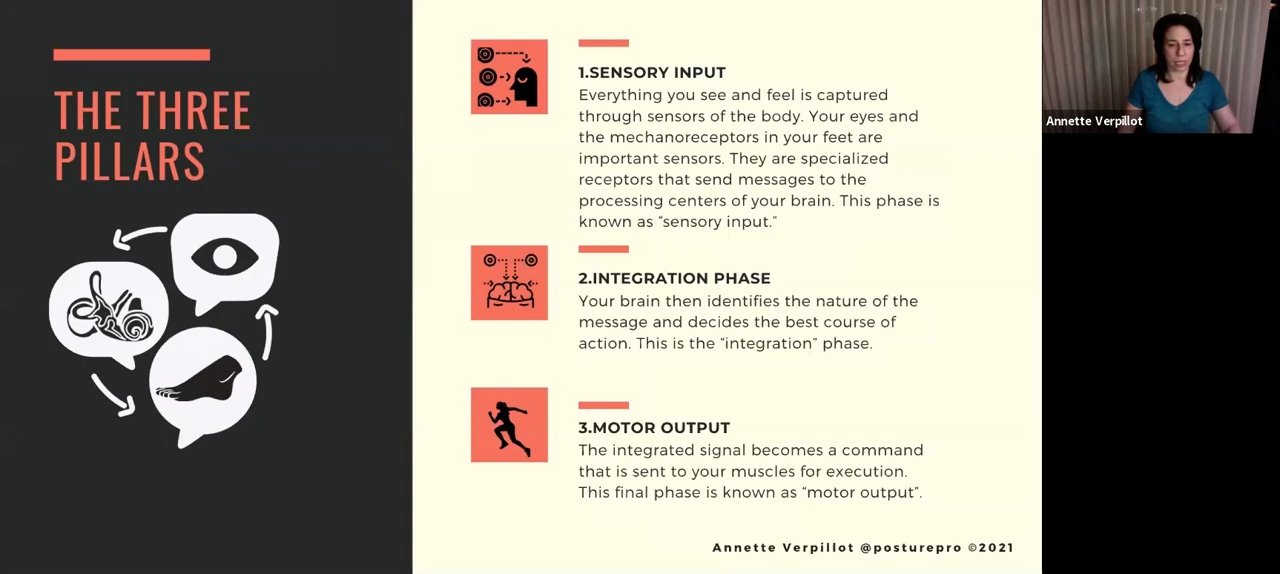 THE THREE
PILLARS
1.SENSORY INPUT
Everything you see and feel is captured
through sensors of the body. Your eyes and
the mechanoreceptors in your feet are
important sensors. They are specialized
receptors that send messages to the
processing centers of your brain. This phase is
known as “sensory input.”
2.INTEGRATION PHASE
Your brain then identifies the nature of the
message and decides the best course of
action. This is the “integration” phase.
3.MOTOR OUTPUT
The integrated signal becomes a command
that is sent to your muscles for execution.
This final phase is known as “motor output”.
Annette Verpillot @posturepro ©2021
Annette Verpillot